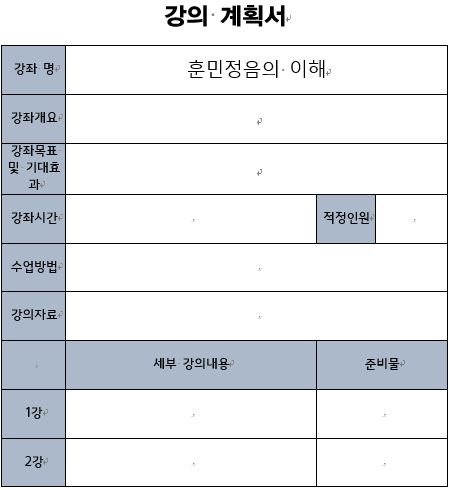 강의 계획서
강좌 명
훈민정음의 이해
강좌개요
강좌목표
및 기대효
과
강좌시간
적정인원
수업방법
강의자료
세부 강의내용
준비물
1강
2강